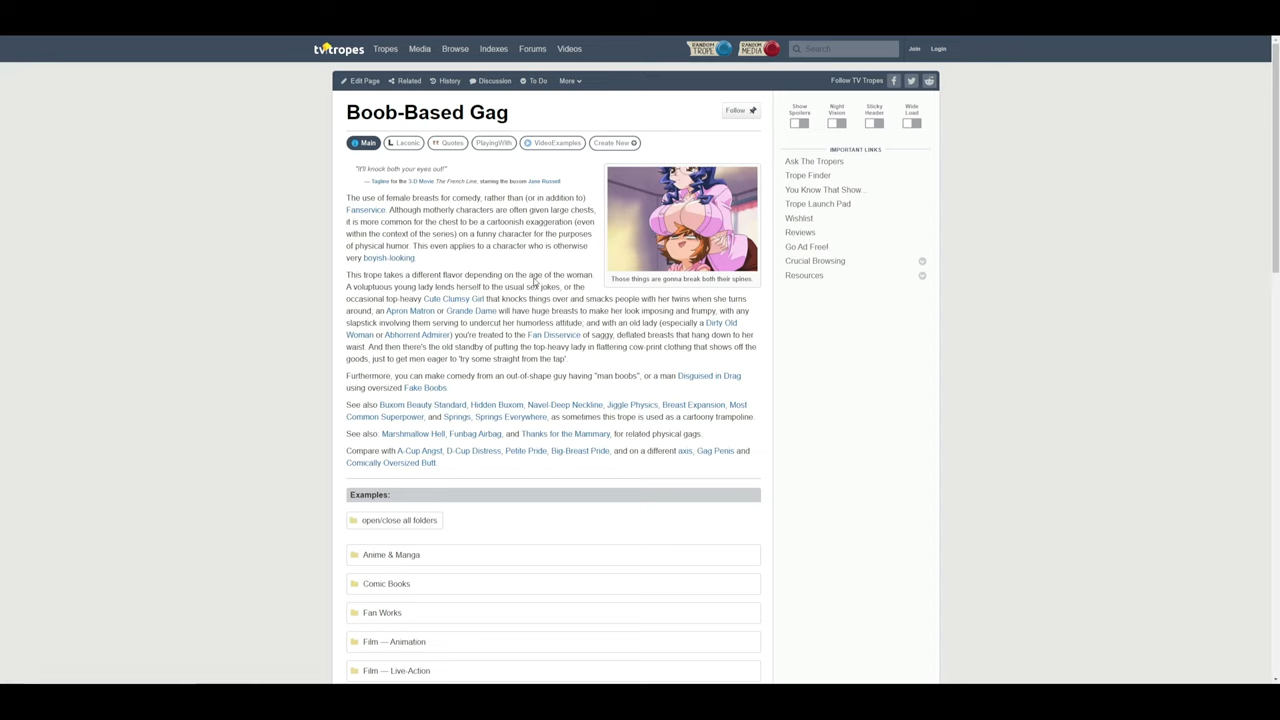 tvtropes Tropes Media Browse Indexes Forums Videos RANDOM TROPE RANDOM MEDIA Search Join Login
Edit Page Related History Discussion To Do More Follow TV Tropes
Boob-Based Gag
Follow
Main Laconic Quotes PlayingWith VideoExamples Create New
"It'll knock both your eyes out!"
— Tagline for the 3-D Movie The French Line, starring the buxom Jane Russell
The use of female breasts for comedy, rather than (or in addition to)
Fanservice. Although motherly characters are often given large chests,
it is more common for the chest to be a cartoonish exaggeration (even
within the context of the series) on a funny character for the purposes
of physical humor. This even applies to a character who is otherwise
very boyish-looking
Those things are gonna break both their spines.
This trope takes a different flavor depending on the age of the woman.
A voluptuous young lady lends herself to the usual sex jokes, or the
occasional top-heavy Cute Clumsy Girl that knocks things over and smacks people with her twins when she turns
around; an Apron Matron or Grande Dame will have huge breasts to make her look imposing and frumpy, with any
slapstick involving them serving to undercut her humorless attitude; and with an old lady (especially a Dirty Old
Woman or Abhorrent Admirer) you're treated to the Fan Disservice of saggy, deflated breasts that hang down to her
waist. And then there's the old standby of putting the top-heavy lady in flattering cow-print clothing that shows off the
goods, just to get men eager to 'try some straight from the tap'.
Furthermore, you can make comedy from an out-of-shape guy having "man boobs", or a man Disguised in Drag
using oversized Fake Boobs.
See also Buxom Beauty Standard, Hidden Buxom, Navel-Deep Neckline, Jiggle Physics, Breast Expansion, Most
Common Superpower, and Springs, Springs Everywhere, as sometimes this trope is used as a cartoony trampoline.
See also: Marshmallow Hell, Funbag Airbag, and Thanks for the Mammary, for related physical gags.
Compare with A-Cup Angst, D-Cup Distress, Petite Pride, Big-Breast Pride, and on a different axis, Gag Penis and
Comically Oversized Butt.
Examples:
open/close all folders
Anime & Manga
Comic Books
Fan Works
Film — Animation
Film — Live-Action
Show Spoilers
Night Vision
Sticky Header
Wide Load
IMPORTANT LINKS
Ask The Tropers
Trope Finder
You Know That Show...
Trope Launch Pad
Wishlist
Reviews
Go Ad Free!
Crucial Browsing
Resources